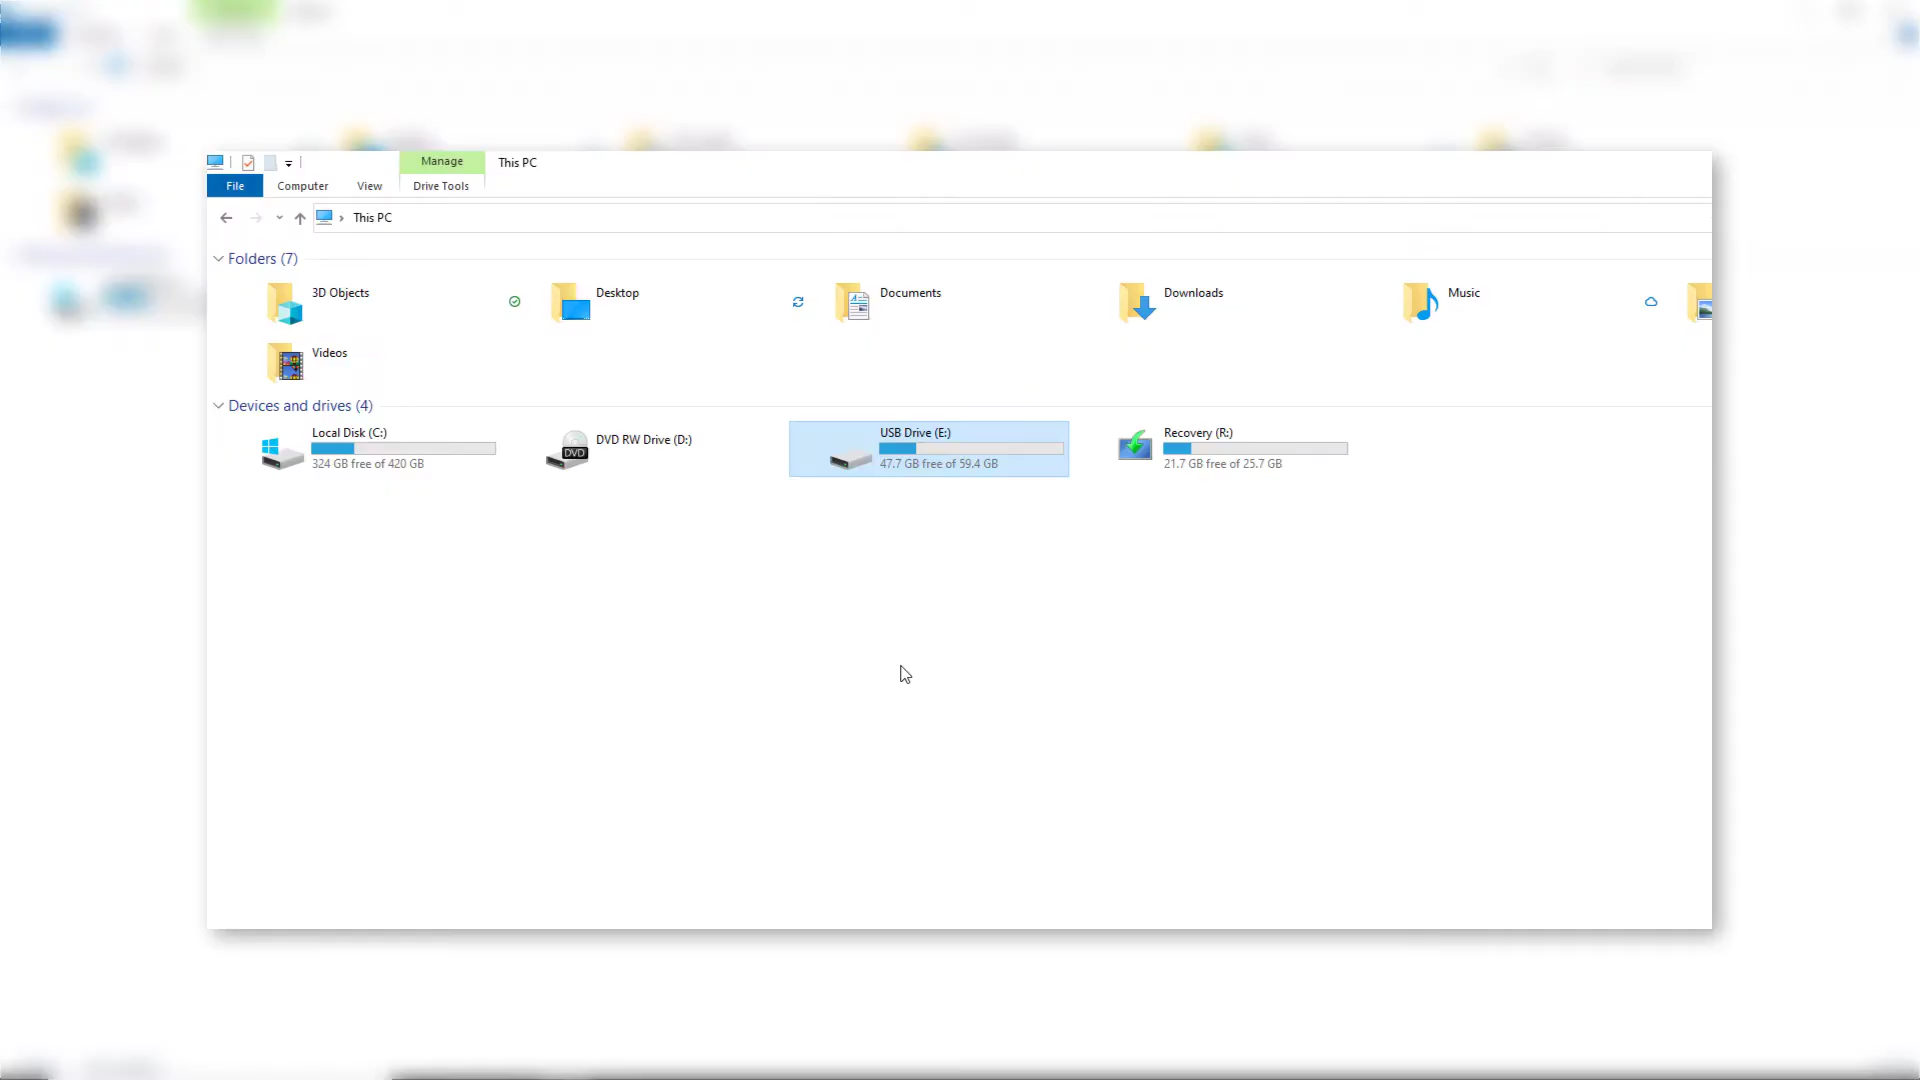 Manage
This PC
File
Computer
View
Drive Tools
This PC
Folders (7)
3D Objects
Desktop
Documents
Downloads
Music
Videos
Devices and drives (4)
Local Disk (C:)
324 GB free of 420 GB
DVD RW Drive (D:)
DVD
USB Drive (E:)
47.7 GB free of 59.4 GB
Recovery (R:)
21.7 GB free of 25.7 GB